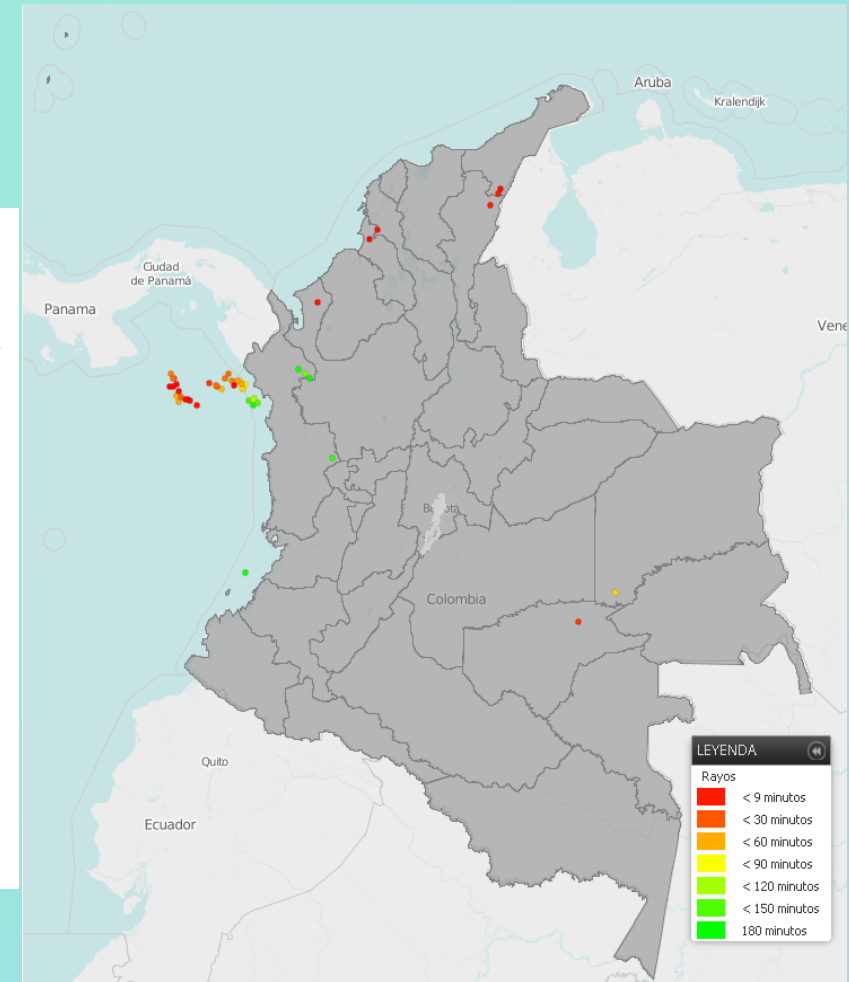 Aruba
Kralendijk
Ciudad
de Panamá
Panama
Vene
Bogotá
Colombia
Quito
Ecuador
LEYENDA
Rayos
< 9 minutos
< 30 minutos
< 60 minutos
< 90 minutos
< 120 minutos
< 150 minutos
180 minutos